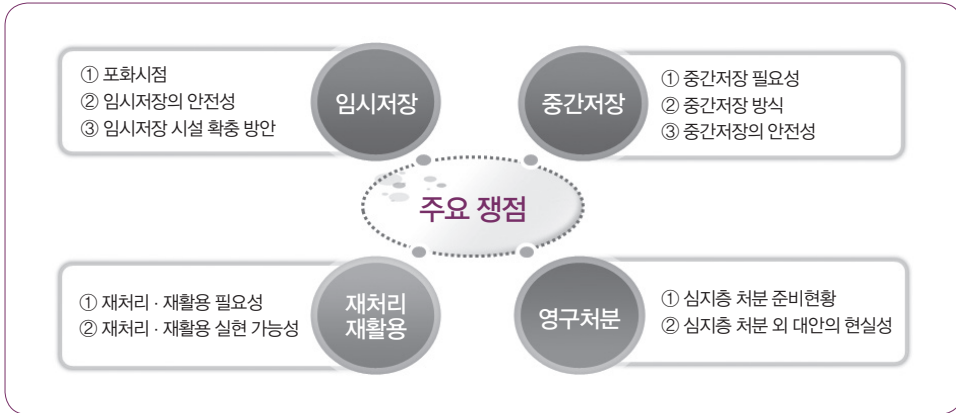 ① 포화시점
② 임시저장의 안전성
③ 임시저장 시설 확충 방안
임시저장
중간저장
① 중간저장 필요성
② 중간저장 방식
③ 중간저장의 안전성
주요 쟁점
① 재처리 · 재활용 필요성
② 재처리 · 재활용 실현 가능성
재처리
재활용
영구처분
① 심지층 처분 준비현황
② 심지층 처분 외 대안의 현실성